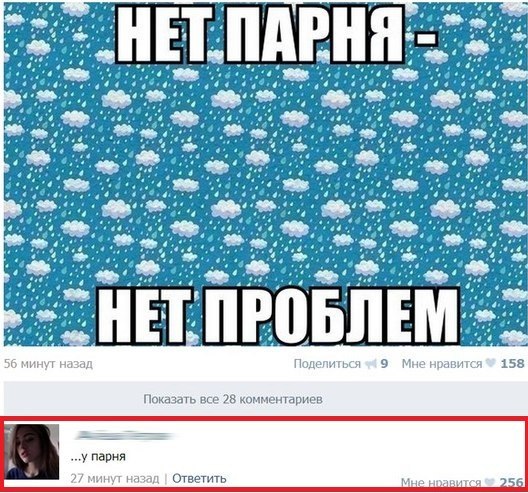 НЕТ ПАРНЯ -
НЕТ ПРОБЛЕМ
56 минут назад Поделиться 9 Мне нравится 158
Показать все 28 комментариев
...у парня
27 минут назад | Ответить Мне нравится 256